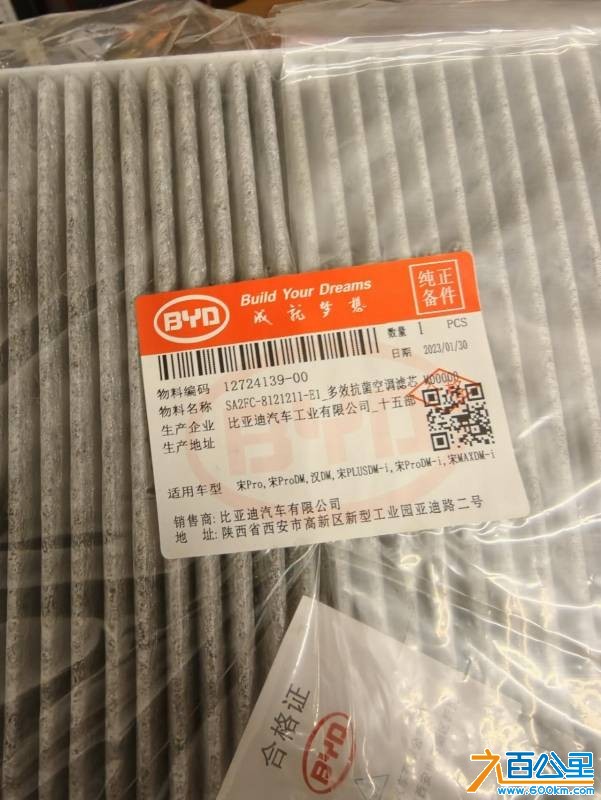 BYD
Build Your Dreams
成就梦想
纯正
备件
数量 1 PCS
日期 2023/01/30
物料编码 12724139-00
物料名称 SA2FC-8121211-E1_多效抗菌空调滤芯
生产企业 比亚迪汽车工业有限公司_十五部
生产地址
适用车型 宋Pro,宋ProDM,汉DM,宋PLUSDM-i,宋ProDM-i,宋MAXDM-i
销售商: 比亚迪汽车有限公司
地 址: 陕西省西安市高新区新型工业园亚迪路二号
合格证
BYD
六百公里
www.600km.com